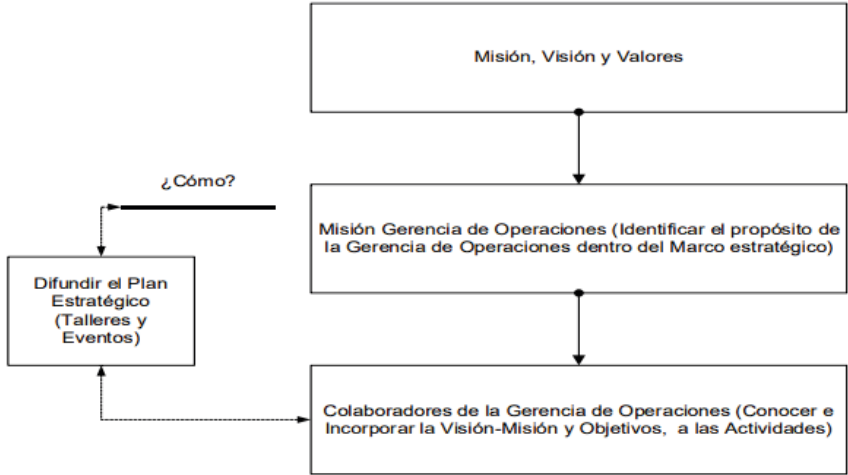 Misión, Visión y Valores
¿Cómo?
Misión Gerencia de Operaciones (Identificar el propósito de
la Gerencia de Operaciones dentro del Marco estratégico)
Difundir el Plan
Estratégico
(Talleres y
Eventos)
Colaboradores de la Gerencia de Operaciones (Conocer e
Incorporar la Visión-Misión y Objetivos, a las Actividades)